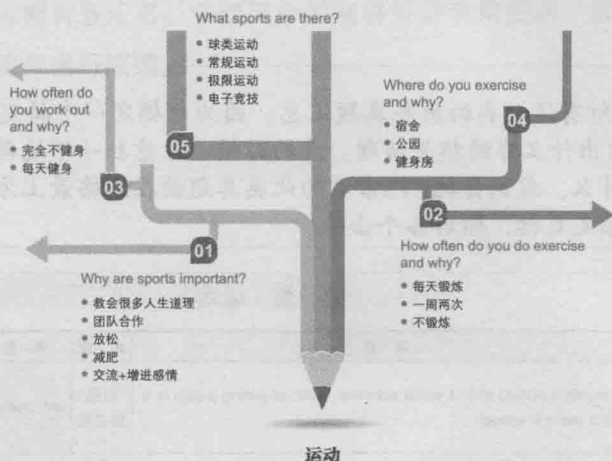 What sports are there?
• 球类运动
• 常规运动
• 极限运动
• 电子竞技
05
How often do
you work out
and why?
• 完全不健身
• 每天健身
03
Where do you exercise
and why?
• 宿舍
• 公园
• 健身房
04
02
How often do you do exercise
and why?
• 每天锻炼
• 一周两次
• 不锻炼
01
Why are sports important?
• 教会很多人生道理
• 团队合作
• 放松
• 减肥
• 交流+增进感情
运动